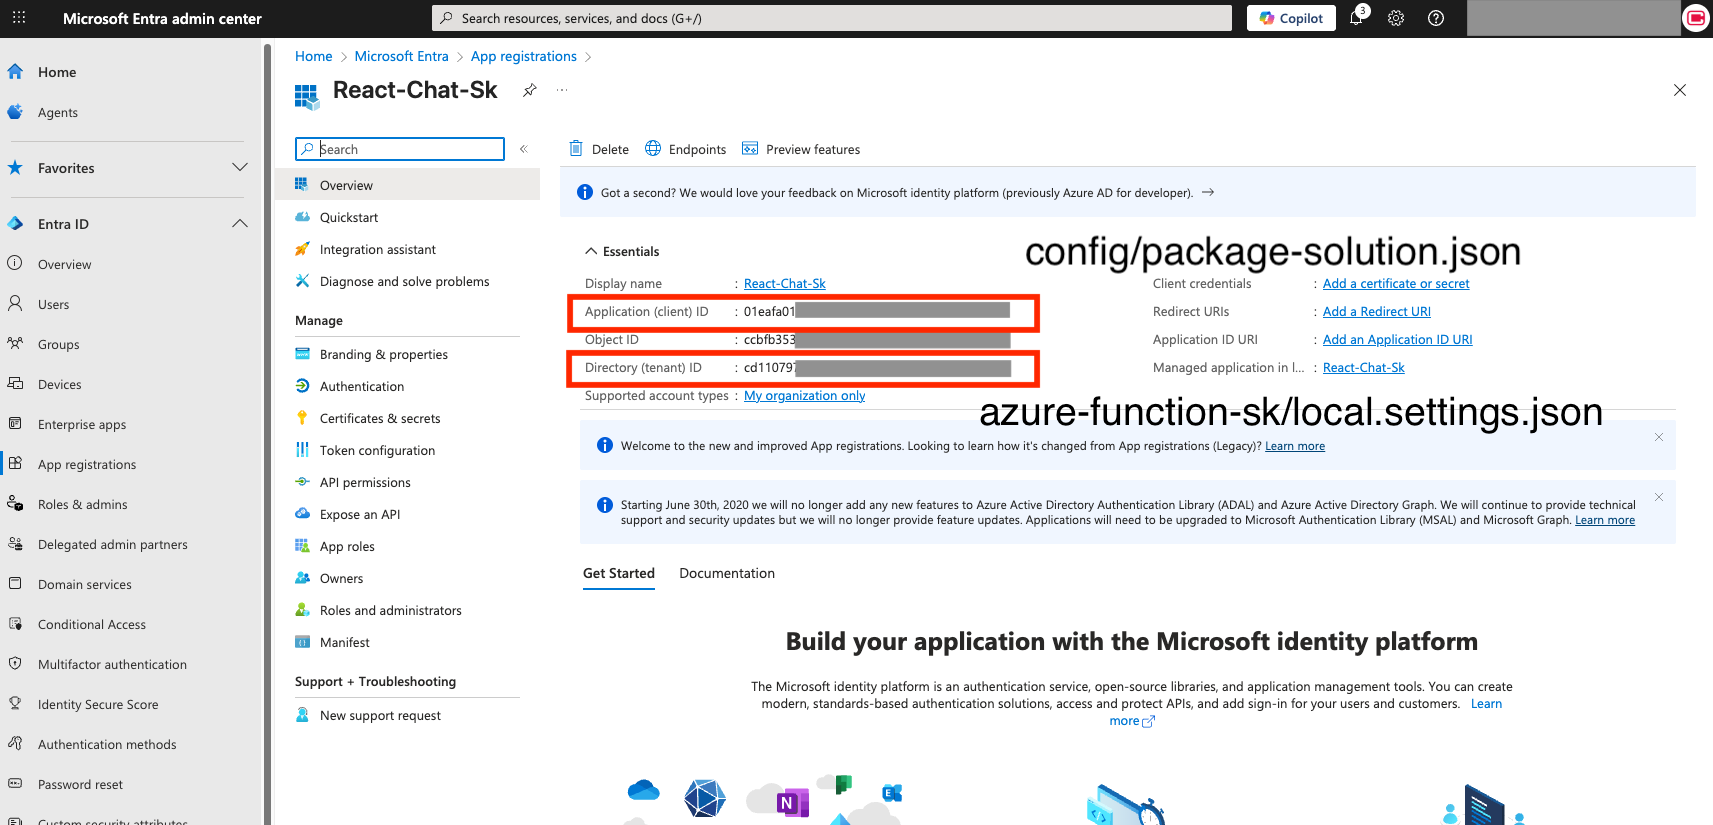 Microsoft Entra admin center
Search resources, services, and docs (G+/)
Copilot
3
Home
Agents
Favorites
Entra ID
Overview
Users
Groups
Devices
Enterprise apps
App registrations
Roles & admins
Delegated admin partners
Domain services
Conditional Access
Multifactor authentication
Identity Secure Score
Authentication methods
Password reset
Custom security attributes
Home > Microsoft Entra > App registrations >
React-Chat-Sk
Search
Overview
Quickstart
Integration assistant
Diagnose and solve problems
Manage
Branding & properties
Authentication
Certificates & secrets
Token configuration
API permissions
Expose an API
App roles
Owners
Roles and administrators
Manifest
Support + Troubleshooting
New support request
Delete
Endpoints
Preview features
Got a second? We would love your feedback on Microsoft identity platform (previously Azure AD for developer). →
Essentials
config/package-solution.json
Display name : React-Chat-Sk
Application (client) ID : 01eafa01
Object ID : ccbfb353
Directory (tenant) ID : cd110797
Supported account types : My organization only
Client credentials : Add a certificate or secret
Redirect URIs : Add a Redirect URI
Application ID URI : Add an Application ID URI
Managed application in l... : React-Chat-Sk
azure-function-sk/local.settings.json
Welcome to the new and improved App registrations. Looking to learn how it's changed from App registrations (Legacy)? Learn more
Starting June 30th, 2020 we will no longer add any new features to Azure Active Directory Authentication Library (ADAL) and Azure Active Directory Graph. We will continue to provide technical
support and security updates but we will no longer provide feature updates. Applications will need to be upgraded to Microsoft Authentication Library (MSAL) and Microsoft Graph. Learn more
Get Started
Documentation
Build your application with the Microsoft identity platform
The Microsoft identity platform is an authentication service, open-source libraries, and application management tools. You can create
modern, standards-based authentication solutions, access and protect APIs, and add sign-in for your users and customers. Learn
more
N
E